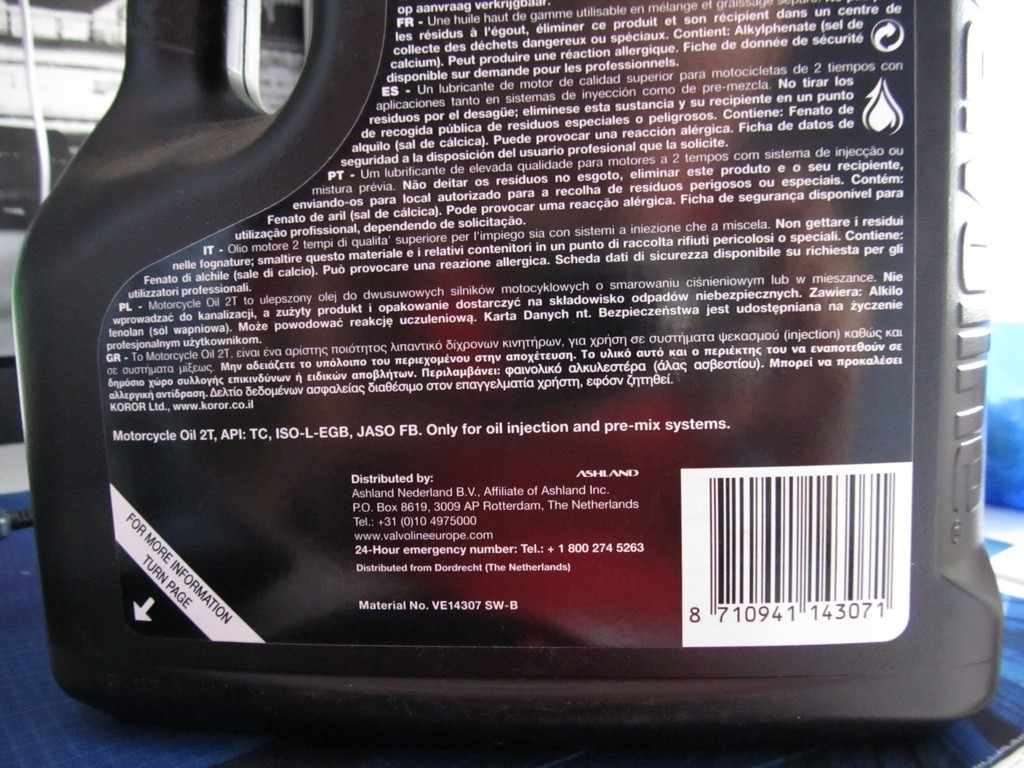 op aanvraag verkrijgbaar.
FR - Une huile haut de gamme utilisable en mélange et graissage séparé.
les résidus à l'égout, éliminer ce produit et son récipient dans un centre de
collecte des déchets dangereux ou spéciaux. Contient: Alkylphenate (sel de
calcium). Peut produire une réaction allergique. Fiche de donnée de sécurité
disponible sur demande pour les professionnels.
ES - Un lubricante de motor de calidad superior para motocicletas de 2 tiempos con
aplicaciones tanto en sistemas de inyección como de pre-mezcla. No tirar los
residuos por el desagüe; elimínese esta sustancia y su recipiente en un punto
de recogida pública de residuos especiales o peligrosos. Contiene: Fenato de
alquilo (sal de cálcica). Puede provocar una reacción alérgica. Ficha de datos de
seguridad a la disposición del usuario profesional que la solicite.
PT - Um lubrificante de elevada qualidade para motores a 2 tempos com sistema de injecção ou
mistura prévia. Não deitar os resíduos no esgoto, eliminar este produto e o seu recipiente,
enviando-os para local autorizado para a recolha de resíduos perigosos ou especiais. Contém:
Fenato de aril (sal de cálcica). Pode provocar uma reacção alérgica. Ficha de segurança disponível para
utilização profissional, dependendo de solicitação.
IT - Olio motore 2 tempi di qualita' superiore per l'impiego sia con sistemi a iniezione che a miscela. Non gettare i residui
nelle fognature; smaltire questo materiale e i relativi contenitori in un punto di raccolta rifiuti pericolosi o speciali. Contiene:
Fenato di alchile (sale di calcio). Può provocare una reazione allergica. Scheda dati di sicurezza disponibile su richiesta per gli
utilizzatori professionali.
PL - Motorcycle Oil 2T to ulepszony olej do dwusuwowych silników motocyklowych o smarowaniu ciśnieniowym lub w mieszance. Nie
wprowadzać do kanalizacji, a zużyty produkt i opakowanie dostarczyć na składowisko odpadów niebezpiecznych. Zawiera: Alkilo
fenolan (sól wapniowa). Może powodować reakcję uczuleniową. Karta Danych nt. Bezpieczeństwa jest udostępniana na życzenie
profesjonalnym użytkownikom.
GR - Το Motorcycle Oil 2T, είναι ένα αρίστης ποιότητος λιπαντικό δίχρονων κινητήρων, για χρήση σε συστήματα ψεκασμού (injection) καθώς και
σε συστήματα μίξεως. Μην αδειάζετε το υπόλοιπο του περιεχομένου στην αποχέτευση. Το υλικό αυτό και ο περιέκτης του να εναποτεθούν σε
δημόσιο χώρο συλλογής επικινδύνων ή ειδικών αποβλήτων. Περιλαμβάνει: φαινολικό αλκυλεστέρα (άλας ασβεστίου). Μπορεί να προκαλέσει
αλλεργική αντίδραση. Δελτίο δεδομένων ασφαλείας διαθέσιμο στον επαγγελματία χρήστη, εφόσν ζητηθεί.
KOROR Ltd., www.koror.co.il
Motorcycle Oil 2T, API: TC, ISO-L-EGB, JASO FB. Only for oil injection and pre-mix systems.
Distributed by: ASHLAND
Ashland Nederland B.V., Affiliate of Ashland Inc.
P.O. Box 8619, 3009 AP Rotterdam, The Netherlands
Tel.: +31 (0)10 4975000
www.valvolineeurope.com
24-Hour emergency number: Tel.: + 1 800 274 5263
Distributed from Dordrecht (The Netherlands)
Material No. VE14307 SW-B
FOR MORE INFORMATION
TURN PAGE
8 710941 143071